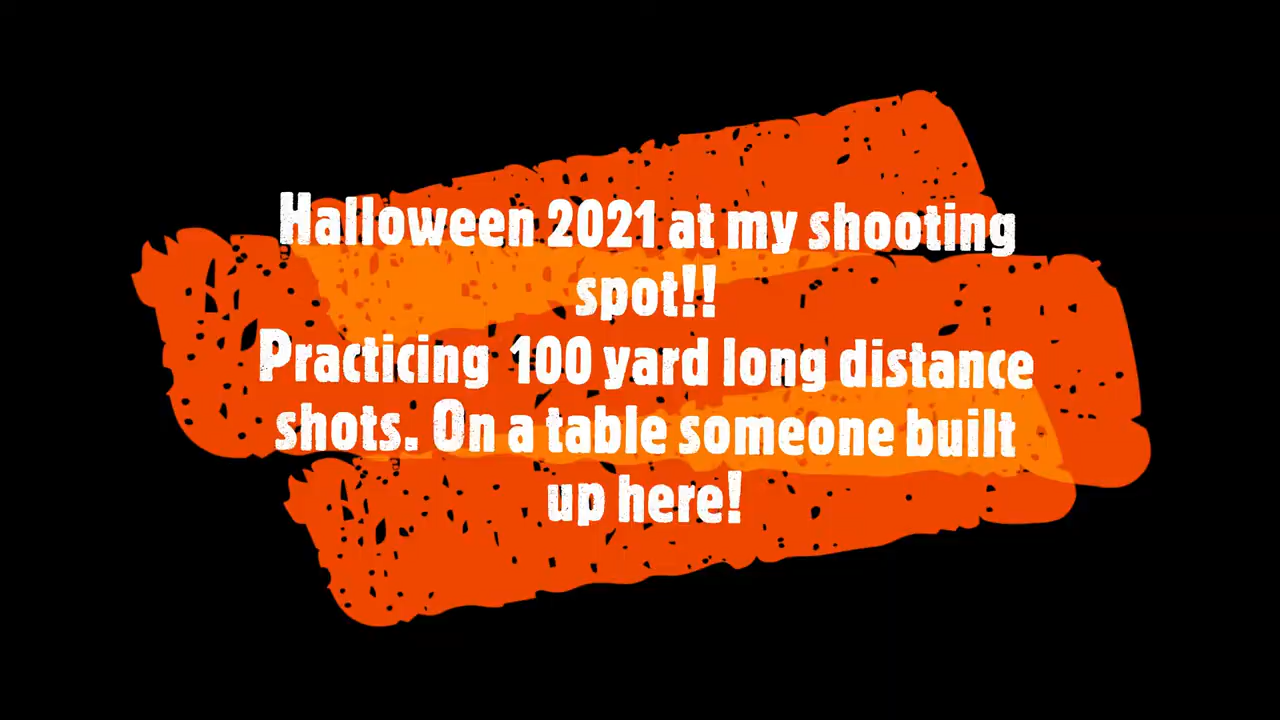 Halloween 2021 at my shooting
spot!!
Practicing 100 yard long distance
shots. On a table someone built
up here!